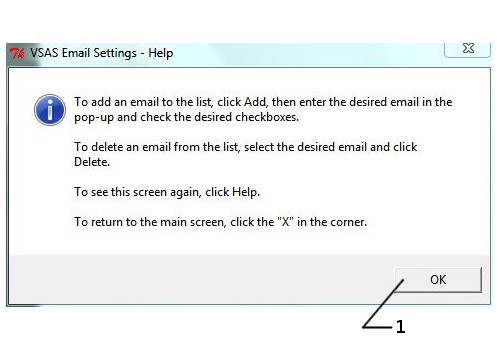 VSAS Email Settings - Help
To add an email to the list, click Add, then enter the desired email in the
pop-up and check the desired checkboxes.
To delete an email from the list, select the desired email and click
Delete.
To see this screen again, click Help.
To return to the main screen, click the "X" in the corner.
OK
1